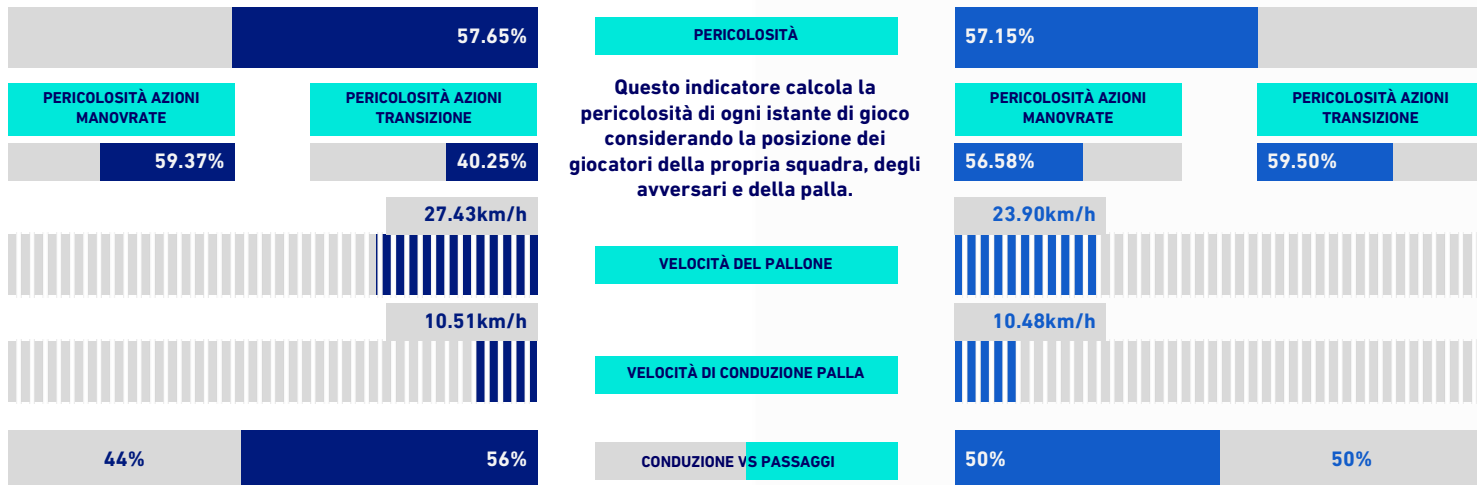 57.65%
PERICOLOSITÀ
57.15%
PERICOLOSITÀ AZIONI
MANOVRATE
PERICOLOSITÀ AZIONI
TRANSIZIONE
59.37%
40.25%
Questo indicatore calcola la
pericolosità di ogni istante di gioco
considerando la posizione dei
giocatori della propria squadra, degli
avversari e della palla.
PERICOLOSITÀ AZIONI
MANOVRATE
PERICOLOSITÀ AZIONI
TRANSIZIONE
56.58%
59.50%
27.43km/h
VELOCITÀ DEL PALLONE
23.90km/h
10.51km/h
VELOCITÀ DI CONDUZIONE PALLA
10.48km/h
44%
56%
CONDUZIONE VS PASSAGGI
50%
50%